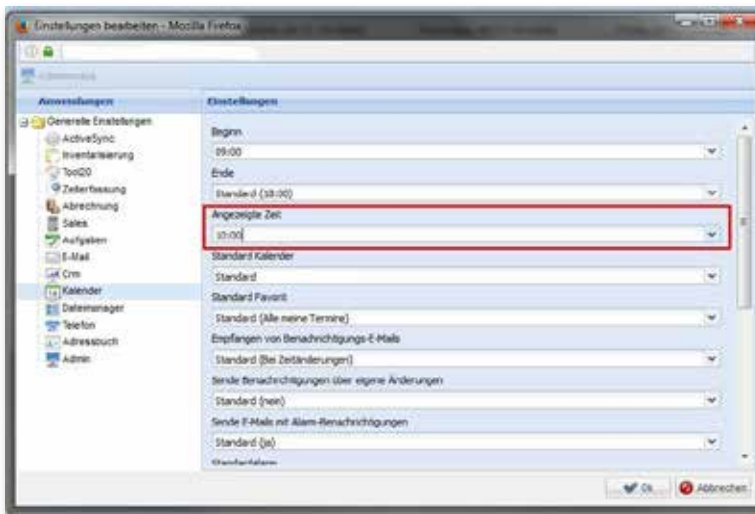 Einstellungen bearbeiten - Mozilla Firefox
Anwendungen
Generelle Einstellungen
ActiveSync
Inventarisierung
Tool20
Zeiterfassung
Abrechnung
Sales
Aufgaben
E-Mail
Crm
Kalender
Dateimanager
Telefon
Adressbuch
Admin
Einstellungen
Beginn
09:00
Ende
Standard (18:00)
Angezeigte Zeit
10:00
Standard Kalender
Standard
Standard Favorit
Standard (Alle meine Termine)
Empfangen von Benachrichtigungs-E-Mails
Standard (Bei Zeitänderungen)
Sende Benachrichtigungen über eigene Änderungen
Standard (nein)
Sende E-Mails mit Alarm-Benachrichtigungen
Standard (ja)
Standardalarm
Ok
Abbrechen